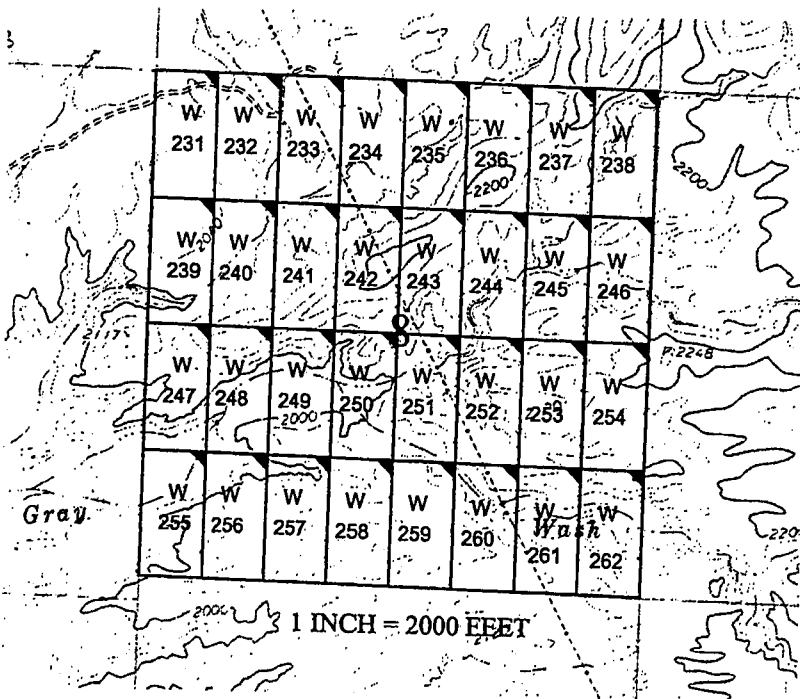 3
W W W W W W W W
231 232 233 234 235 236 237 238
2200
2200
W W W W W W W W
239 240 241 242 243 244 245 246
8
2117
P.2248
W W W W W W W W
247 248 249 250 251 252 253 254
2000
W W W W W W W W
255 256 257 258 259 260 261 262
Gray Wash
2000
1 INCH = 2000 FEET